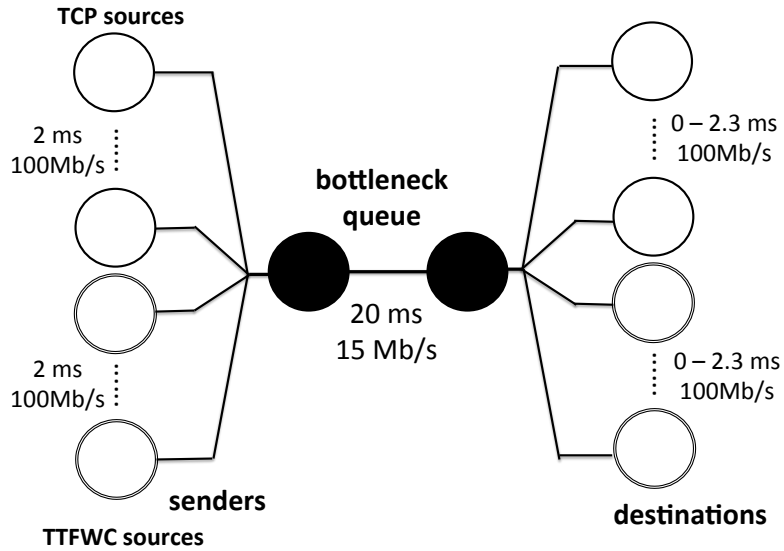 TCP sources
2 ms
100Mb/s
bottleneck
queue
0 – 2.3 ms
100Mb/s
20 ms
15 Mb/s
2 ms
100Mb/s
0 – 2.3 ms
100Mb/s
senders
destinations
TTFWC sources